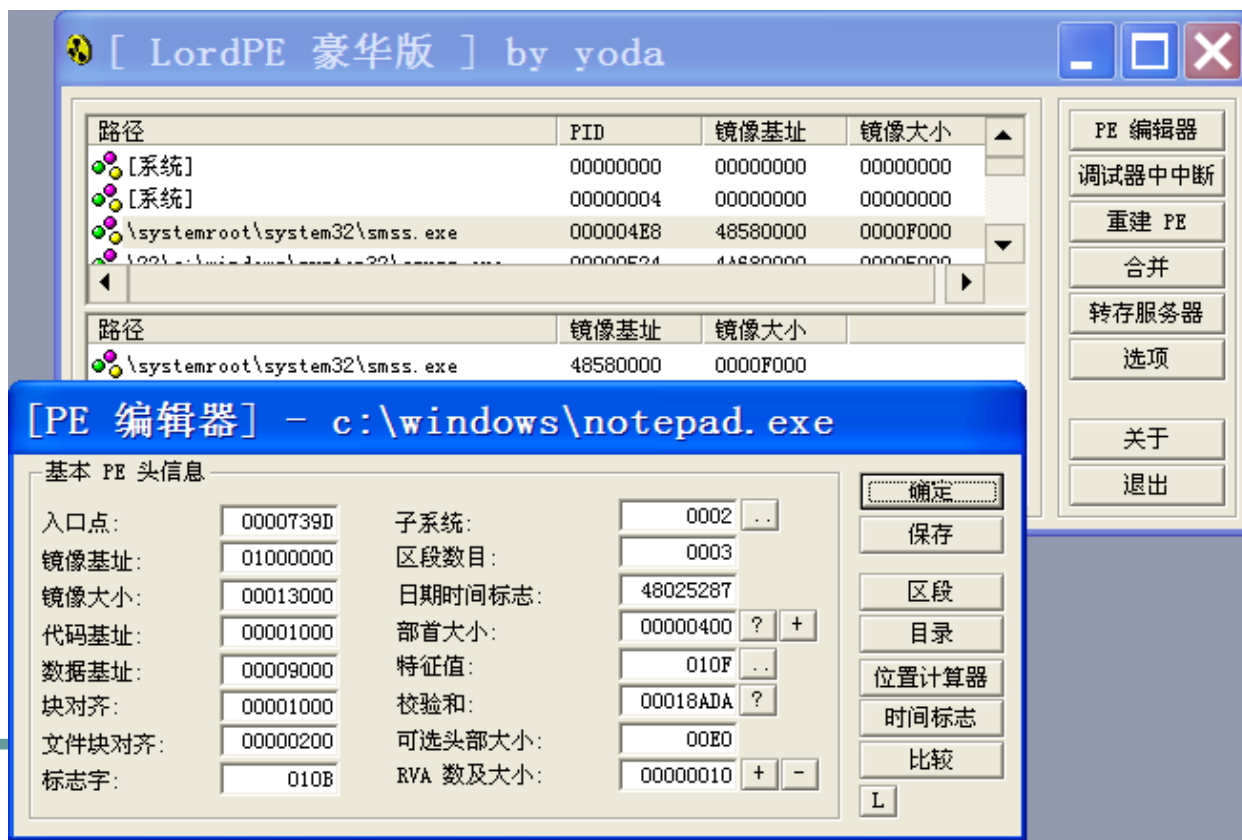 [ LordPE 豪华版 ] by yoda
路径 PID 镜像基址 镜像大小
[系统] 00000000 00000000 00000000
[系统] 00000004 00000000 00000000
\systemroot\system32\smss.exe 000004E8 48580000 0000F000
路径 镜像基址 镜像大小
\systemroot\system32\smss.exe 48580000 0000F000
PE 编辑器
调试器中中断
重建 PE
合并
转存服务器
选项
关于
退出
[PE 编辑器] - c:\windows\notepad.exe
基本 PE 头信息
入口点: 0000739D
镜像基址: 01000000
镜像大小: 00013000
代码基址: 00001000
数据基址: 00009000
块对齐: 00001000
文件块对齐: 00000200
标志字: 010B
子系统: 0002 ..
区段数目: 0003
日期时间标志: 48025287
部首大小: 00000400 ? +
特征值: 010F ..
校验和: 00018ADA ?
可选头部大小: 00E0
RVA 数及大小: 00000010 + -
确定
保存
区段
目录
位置计算器
时间标志
比较
L